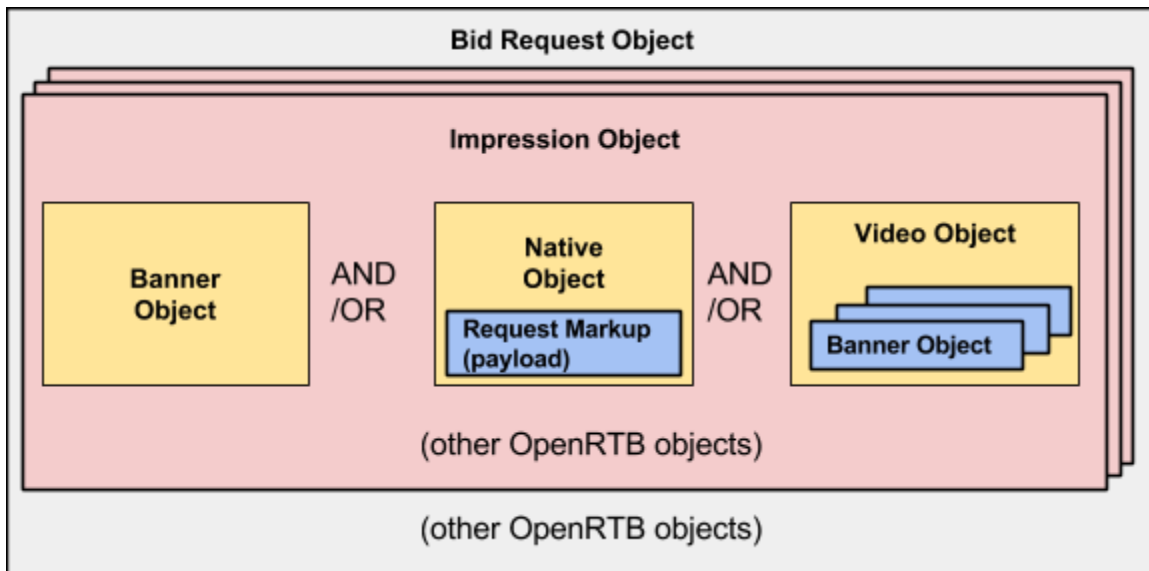 Bid Request Object
Impression Object
Banner
Object
AND
/OR
Native
Object
Request Markup
(payload)
AND
/OR
Video Object
Banner Object
(other OpenRTB objects)
(other OpenRTB objects)